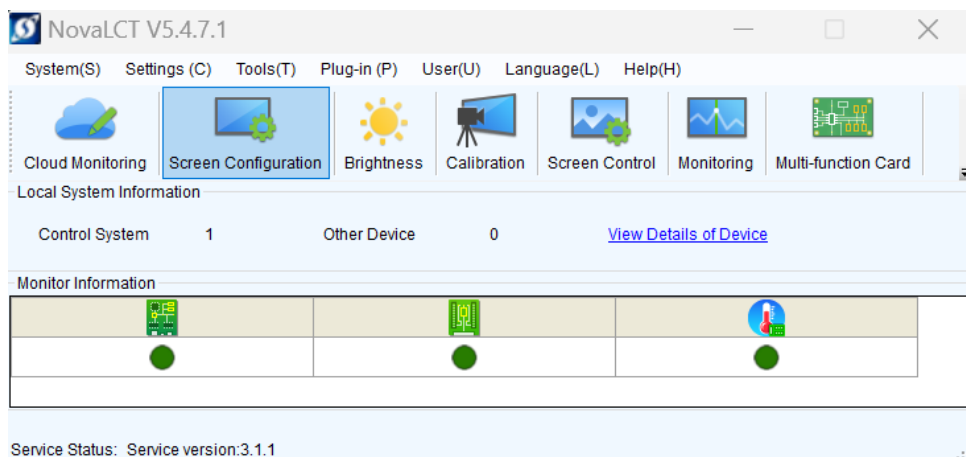 NovaLCT V5.4.7.1
System(S) Settings (C) Tools(T) Plug-in (P) User(U) Language(L) Help(H)
Cloud Monitoring Screen Configuration Brightness Calibration Screen Control Monitoring Multi-function Card
Local System Information
Control System 1 Other Device 0 View Details of Device
Monitor Information
Service Status: Service version:3.1.1